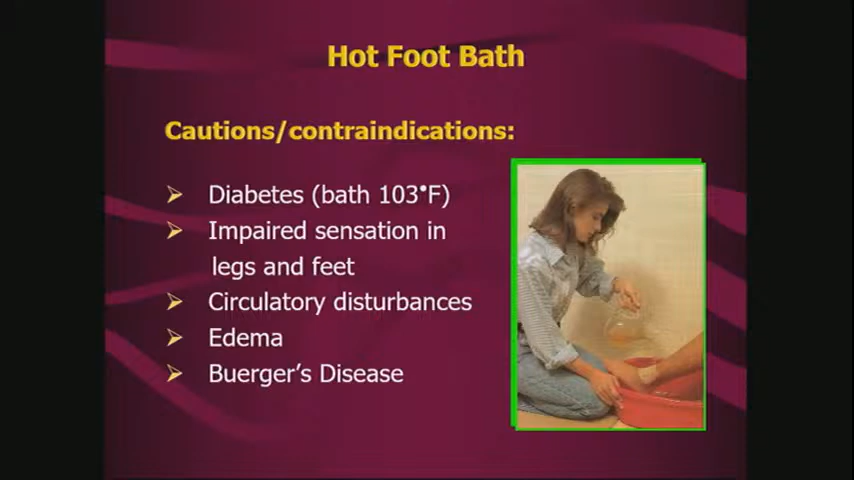 Hot Foot Bath
Cautions/contraindications:
Diabetes (bath 103°F)
Impaired sensation in
legs and feet
Circulatory disturbances
Edema
Buerger's Disease